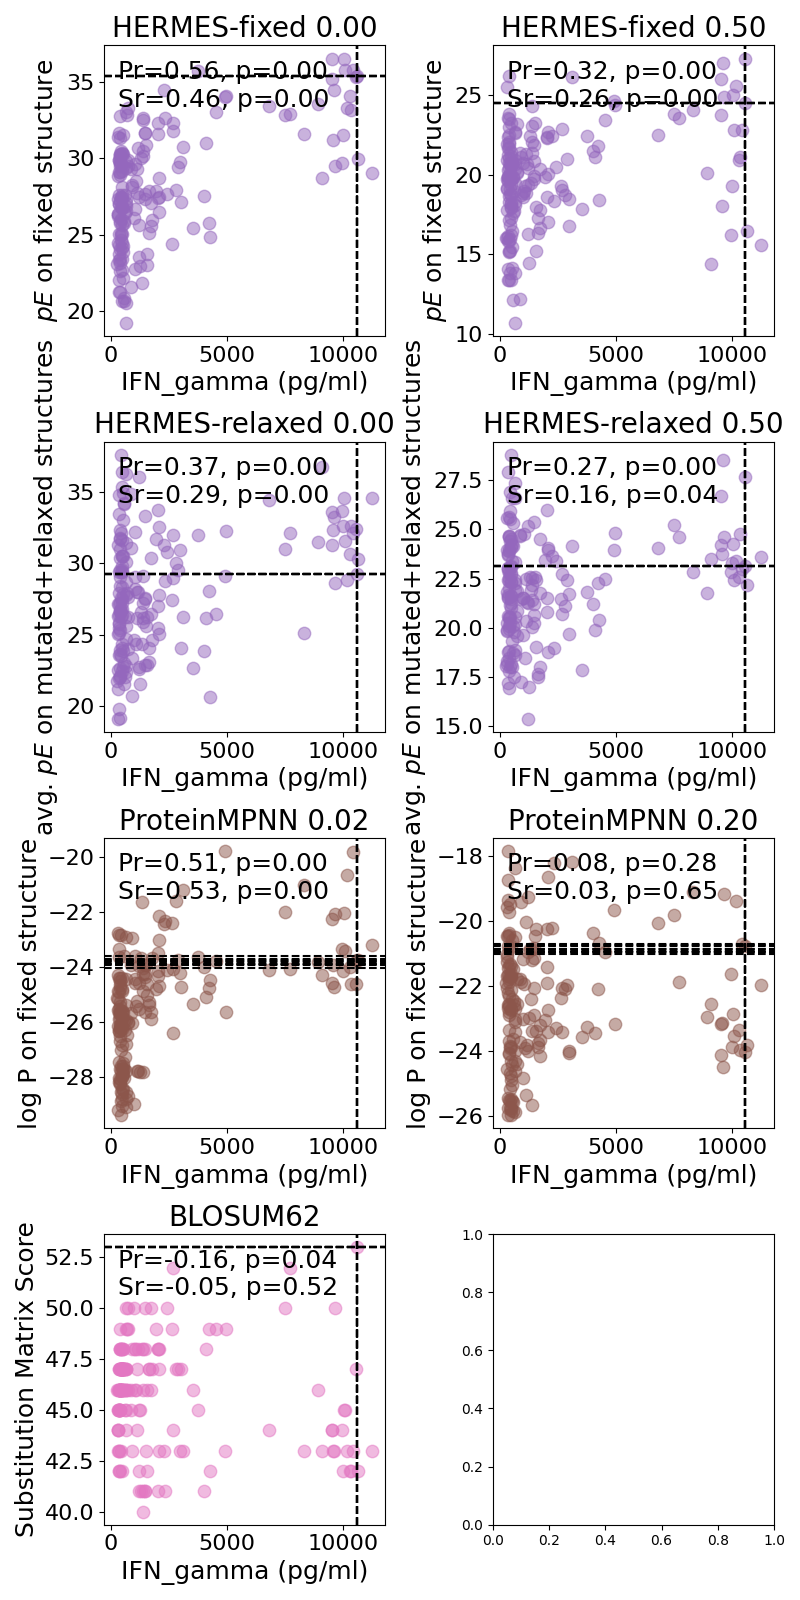 HERMES-fixed 0.00
Pr=0.56, p=0.00
Sr=0.46, p=0.00
pE on fixed structure
35
30
25
20
0
5000
10000
IFN_gamma (pg/ml)
HERMES-fixed 0.50
Pr=0.32, p=0.00
Sr=0.26, p=0.00
pE on fixed structure
25
20
15
10
0
5000
10000
IFN_gamma (pg/ml)
HERMES-relaxed 0.00
Pr=0.37, p=0.00
Sr=0.29, p=0.00
avg. pE on mutated+relaxed structures
35
30
25
20
0
5000
10000
IFN_gamma (pg/ml)
HERMES-relaxed 0.50
Pr=0.27, p=0.00
Sr=0.16, p=0.04
avg. pE on mutated+relaxed structures
27.5
25.0
22.5
20.0
17.5
15.0
0
5000
10000
IFN_gamma (pg/ml)
ProteinMPNN 0.02
Pr=0.51, p=0.00
Sr=0.53, p=0.00
log P on fixed structure
−20
−22
−24
−26
−28
0
5000
10000
IFN_gamma (pg/ml)
ProteinMPNN 0.20
Pr=0.08, p=0.28
Sr=0.03, p=0.65
log P on fixed structure
−18
−20
−22
−24
−26
0
5000
10000
IFN_gamma (pg/ml)
BLOSUM62
Pr=-0.16, p=0.04
Sr=-0.05, p=0.52
Substitution Matrix Score
52.5
50.0
47.5
45.0
42.5
40.0
0
5000
10000
IFN_gamma (pg/ml)
1.0
0.8
0.6
0.4
0.2
0.0
0.0
0.2
0.4
0.6
0.8
1.0